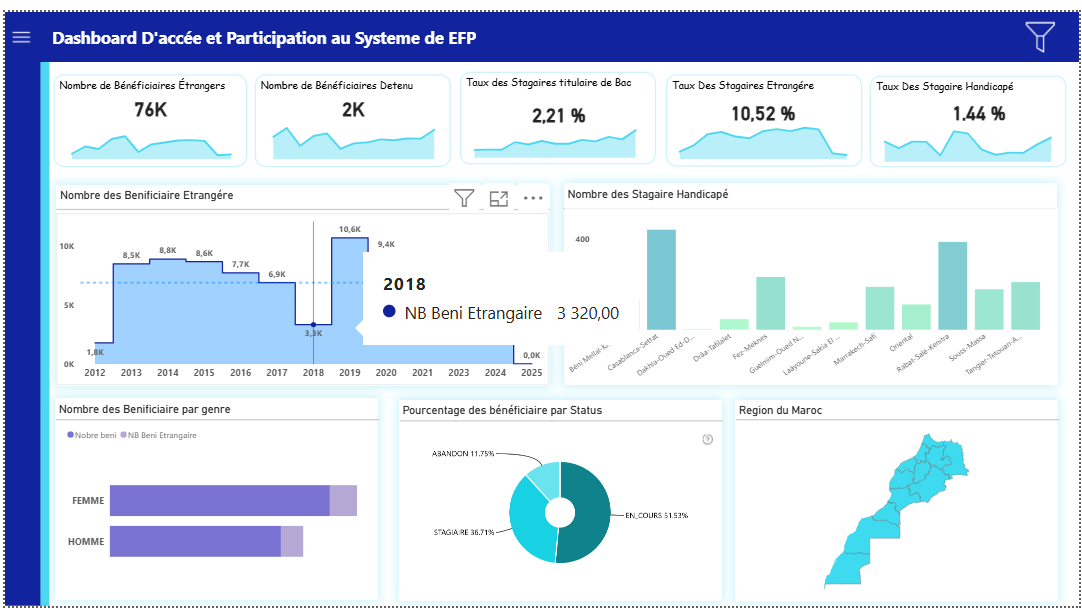 Dashboard D'accée et Participation au Systeme de EFP
Nombre de Bénéficiaires Étrangers
76K
Nombre de Bénéficiaires Detenu
2K
Taux des Stagaires titulaire de Bac
2,21 %
Taux Des Stagaires Etrangére
10,52 %
Taux Des Stagaire Handicapé
1.44 %
Nombre des Benificiaire Etrangére
10K
5K
0K
1,8K
8,5K
8,8K
8,6K
7,7K
6,9K
3,3K
10,6K
9,4K
0,0K
2012
2013
2014
2015
2016
2017
2018
2019
2020
2021
2022
2023
2024
2025
2018
NB Beni Etrangaire 3 320,00
Nombre des Stagaire Handicapé
400
Béni Mellal-K
Casablanca-Settat
Dakhla-Oued Ed-D...
Drâa-Tafilalet
Fez-Meknes
Guelmim-Oued N...
Laâyoune-Sakia El...
Marrakech-Safi
Oriental
Rabat-Salé-Kenitra
Souss-Massa
Tanger-Tetouan-A...
Nombre des Benificiaire par genre
Nobre beni
NB Beni Etrangaire
FEMME
HOMME
Pourcentage des bénéficiaire par Status
ABANDON 11.75%
STAGIAIRE 36.71%
EN_COURS 51.53%
Region du Maroc